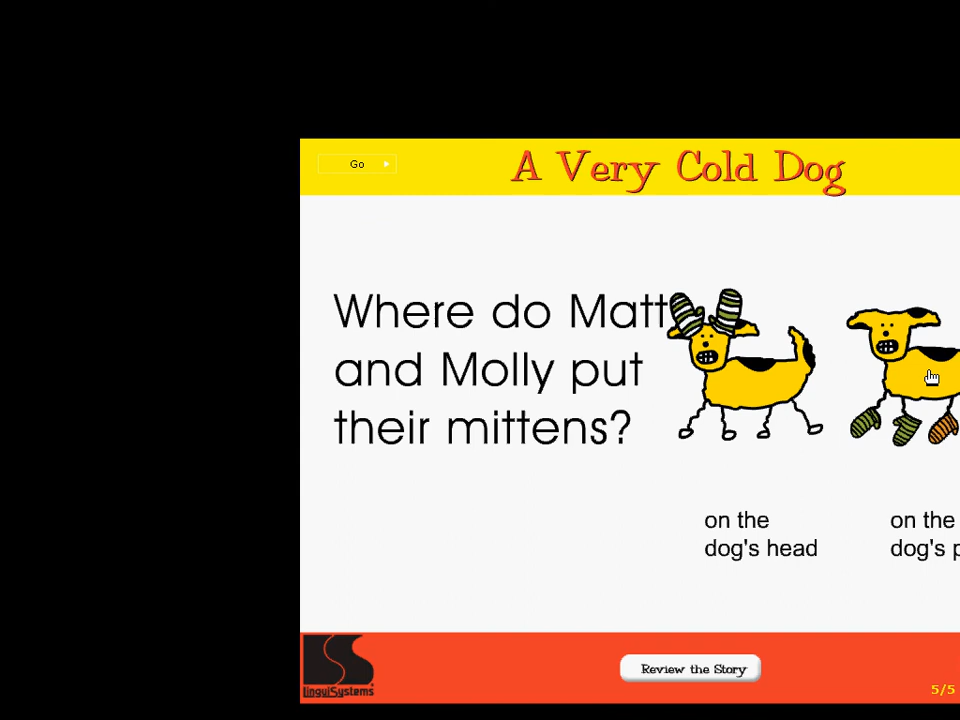 Go
A Very Cold Dog
Where do Matt
and Molly put
their mittens?
on the
dog's head
on the
dog's
LinguiSystems
Review the Story
5/5